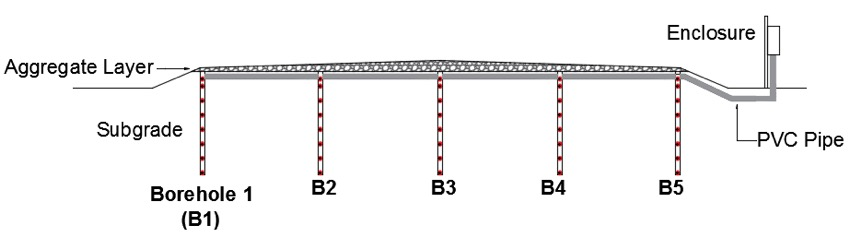 Enclosure
Aggregate Layer
Subgrade
PVC Pipe
Borehole 1
(B1)
B2
B3
B4
B5